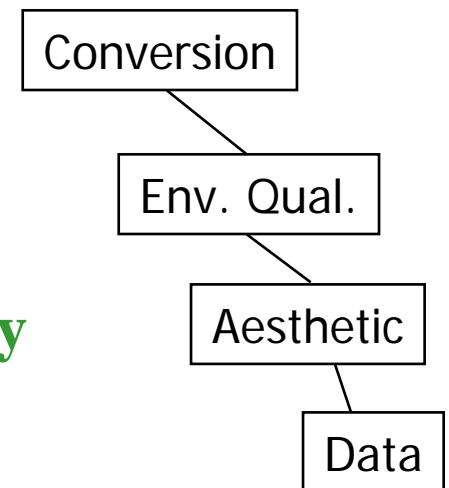 Conversion
Env. Qual.
Aesthetic
y
Data